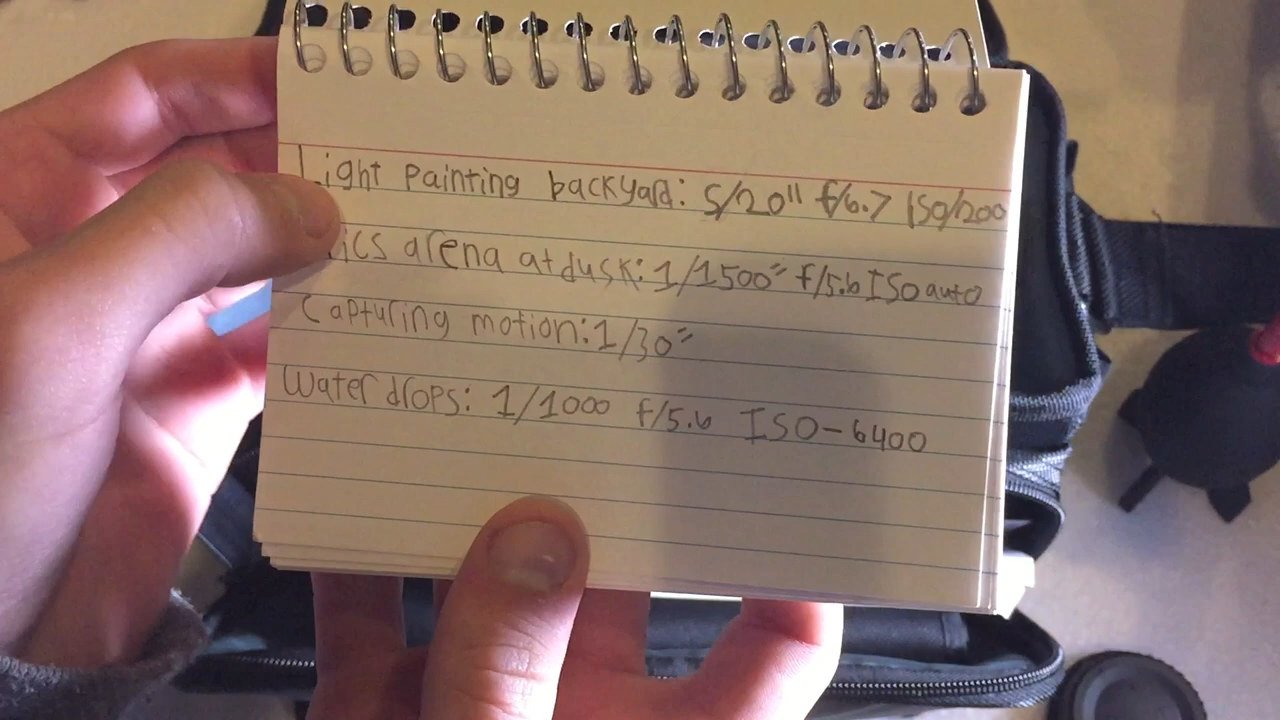 Light painting backyard: S/20" f/6.7 ISO/200
arena at dusk: 1/1500" f/5.6 ISO auto
Capturing motion: 1/30"
Water drops: 1/1000 f/5.6 ISO-6400